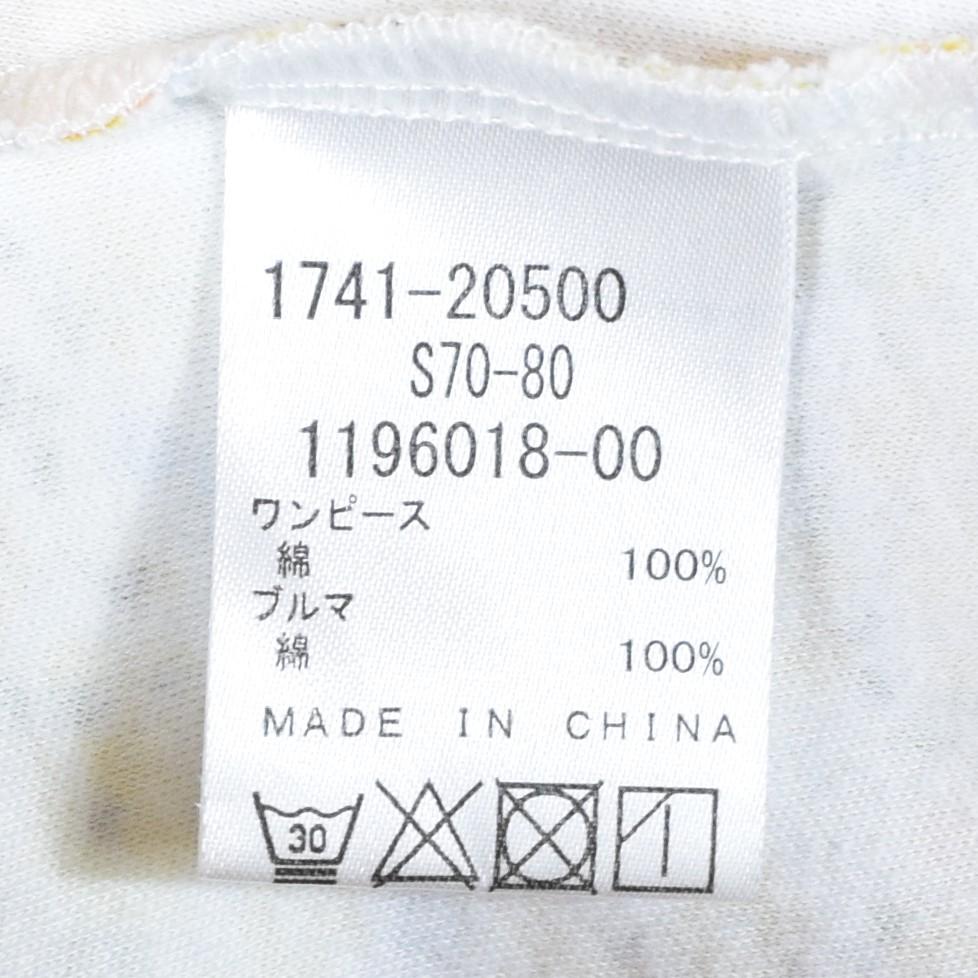 1741-20500
S70-80
1196018-00
ワンピース
綿 100%
ブルマ
綿 100%
MADE IN CHINA
30